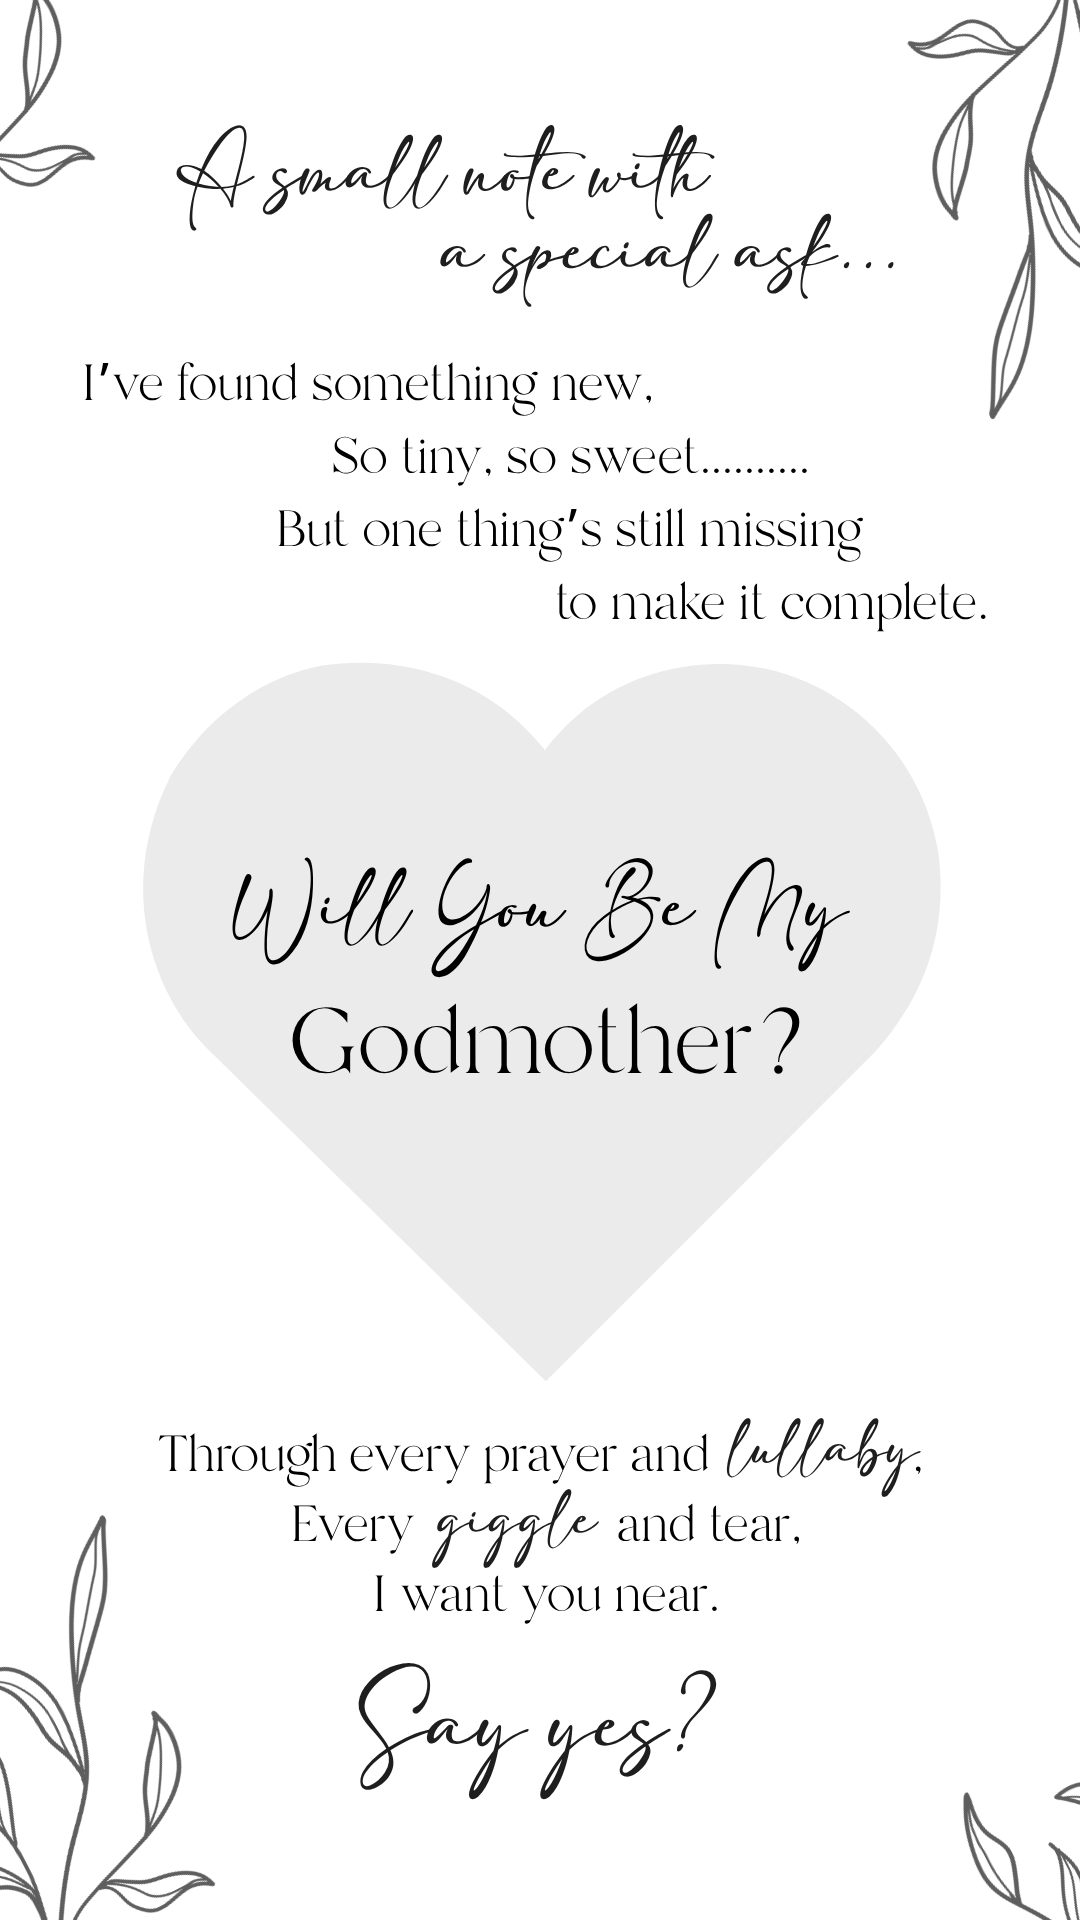 A small note with
a special ask...
I've found something new,
So tiny, so sweet..........
But one thing's still missing
to make it complete.
Will You Be My
Godmother?
Through every prayer and lullaby,
Every giggle and tear,
I want you near.
Say yes?